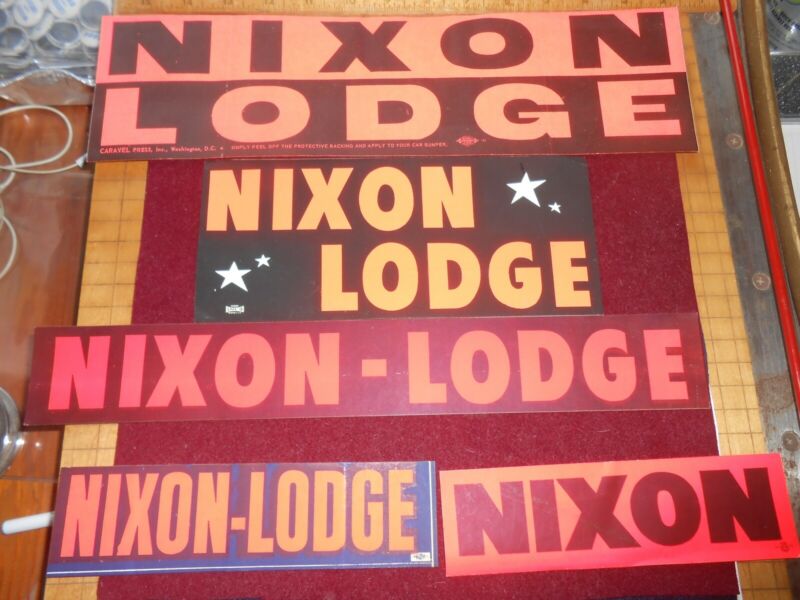 NIXON
LODGE
CARAVEL PRESS, Inc., Washington, D.C. • SIMPLY PEEL OFF THE PROTECTIVE BACKING AND APPLY TO YOUR CAR BUMPER.
NIXON
LODGE
NIXON-LODGE
NIXON-LODGE
NIXON